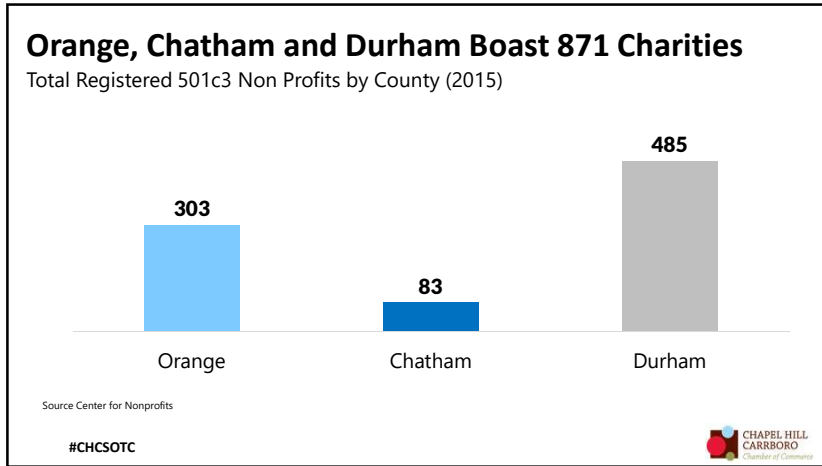 Orange, Chatham and Durham Boast 871 Charities
Total Registered 501c3 Non Profits by County (2015)
485
303
83
Orange
Chatham
Durham
Source Center for Nonprofits
#CHCSOTC
CHAPEL HILL
CARRBORO
Chamber of Commerce